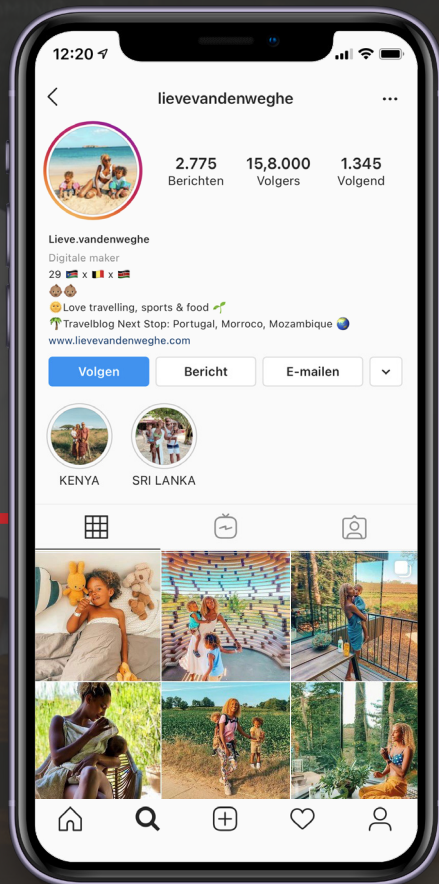 12:20
lievevandenweghe
2.775 15,8.000 1.345
Berichten Volgers Volgend
Lieve.vandenweghe
Digitale maker
29 🇸🇸 x 🇧🇪 x 🇰🇪
👶🏽👶🏽
🙂Love travelling, sports & food 🌱
🌴Travelblog Next Stop: Portugal, Morroco, Mozambique 🌏
www.lievevandenweghe.com
Volgen Bericht E-mailen
KENYA SRI LANKA